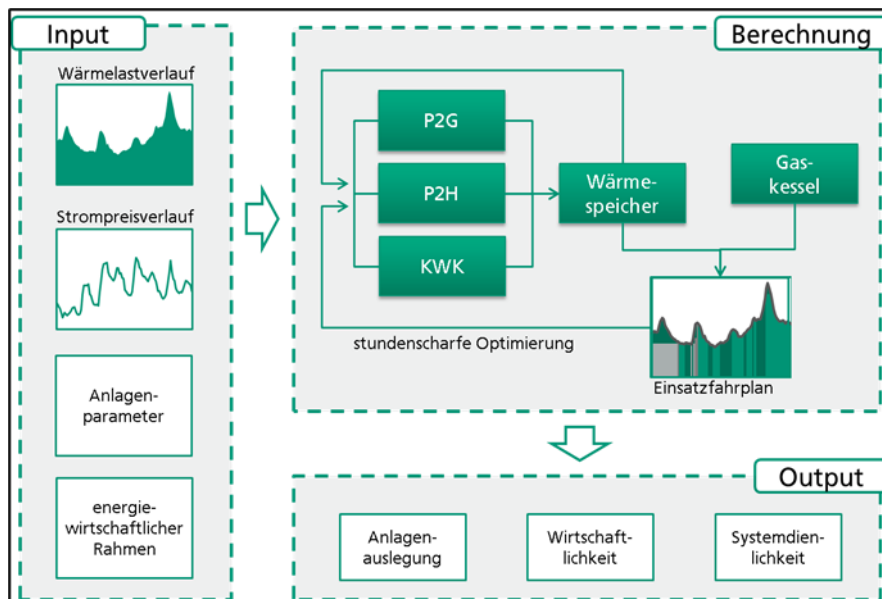 Input
Wärmelastverlauf
Strompreisverlauf
Anlagen-
parameter
energie-
wirtschaftlicher
Rahmen
Berechnung
P2G
P2H
KWK
Wärme-
speicher
Gas-
kessel
stundenscharfe Optimierung
Einsatzfahrplan
Output
Anlagen-
auslegung
Wirtschaft-
lichkeit
Systemdien-
lichkeit